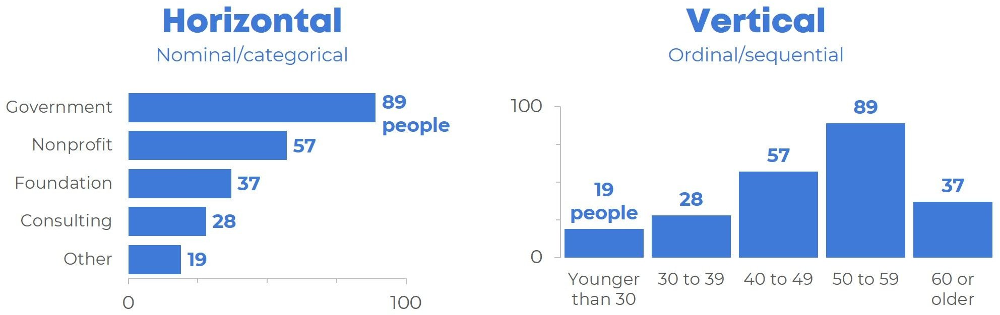 Horizontal
Nominal/categorical
Government
89
people
Nonprofit
57
Foundation
37
Consulting
28
Other
19
0
100
Vertical
Ordinal/sequential
100
0
19
people
28
57
89
37
Younger
than 30
30 to 39
40 to 49
50 to 59
60 or
older